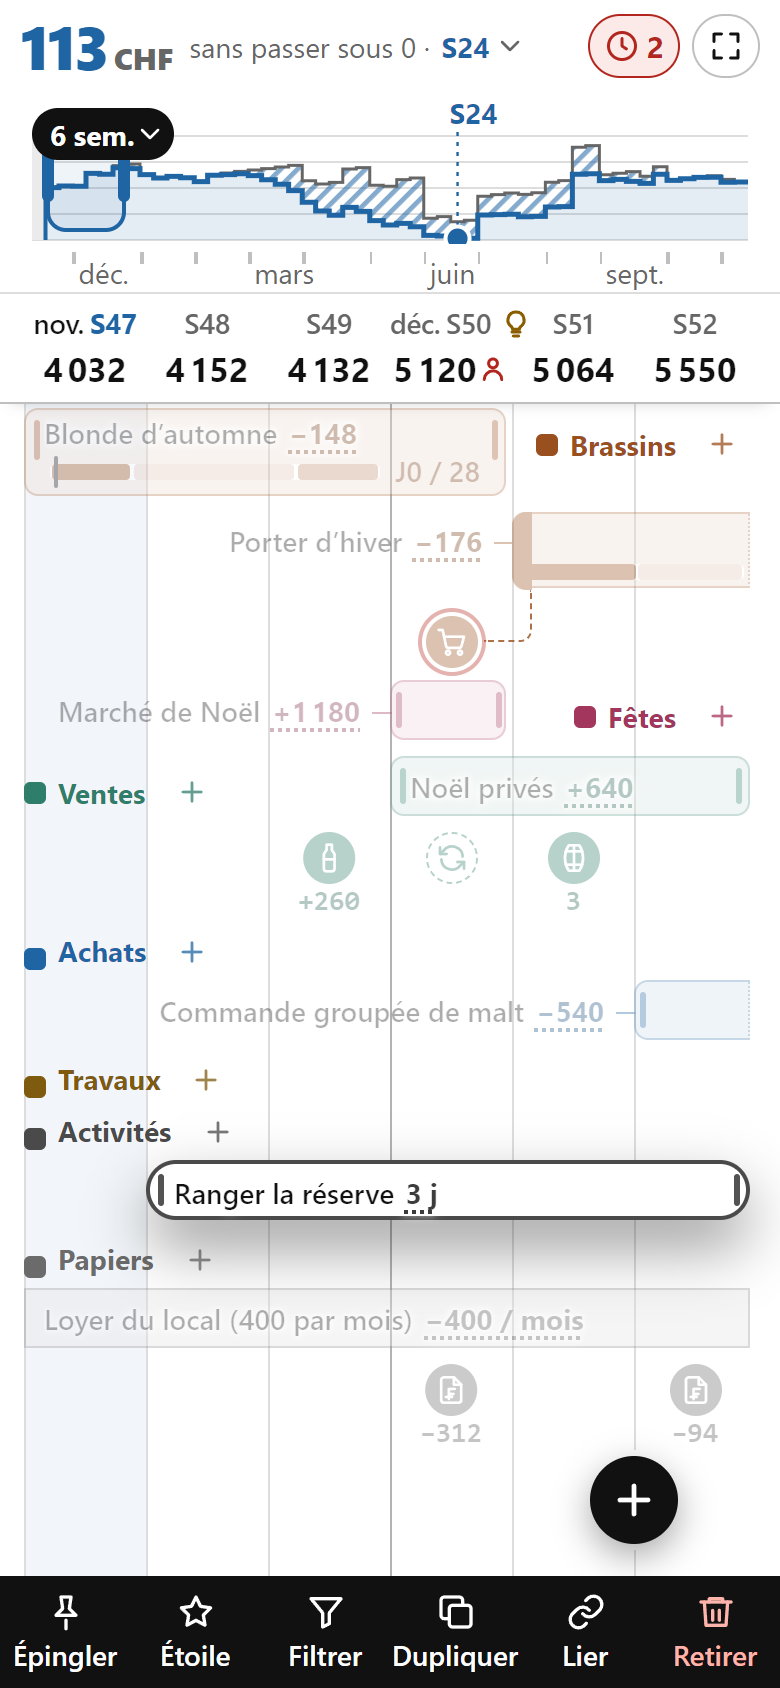 113 CHF sans passer sous 0 · S24
2
S24
6 sem.
déc. mars juin sept.
nov. S47 S48 S49 déc. S50 S51 S52
4 032 4 152 4 132 5 120 5 064 5 550
Blonde d’automne −148
J0 / 28
Brassins +
Porter d’hiver −176
Marché de Noël +1 180
Fêtes +
Ventes +
Noël privés +640
+260 3
Achats +
Commande groupée de malt −540
Travaux +
Activités +
Ranger la réserve 3 j
Papiers +
Loyer du local (400 par mois) −400 / mois
−312 −94
+
Épingler Étoile Filtrer Dupliquer Lier Retirer